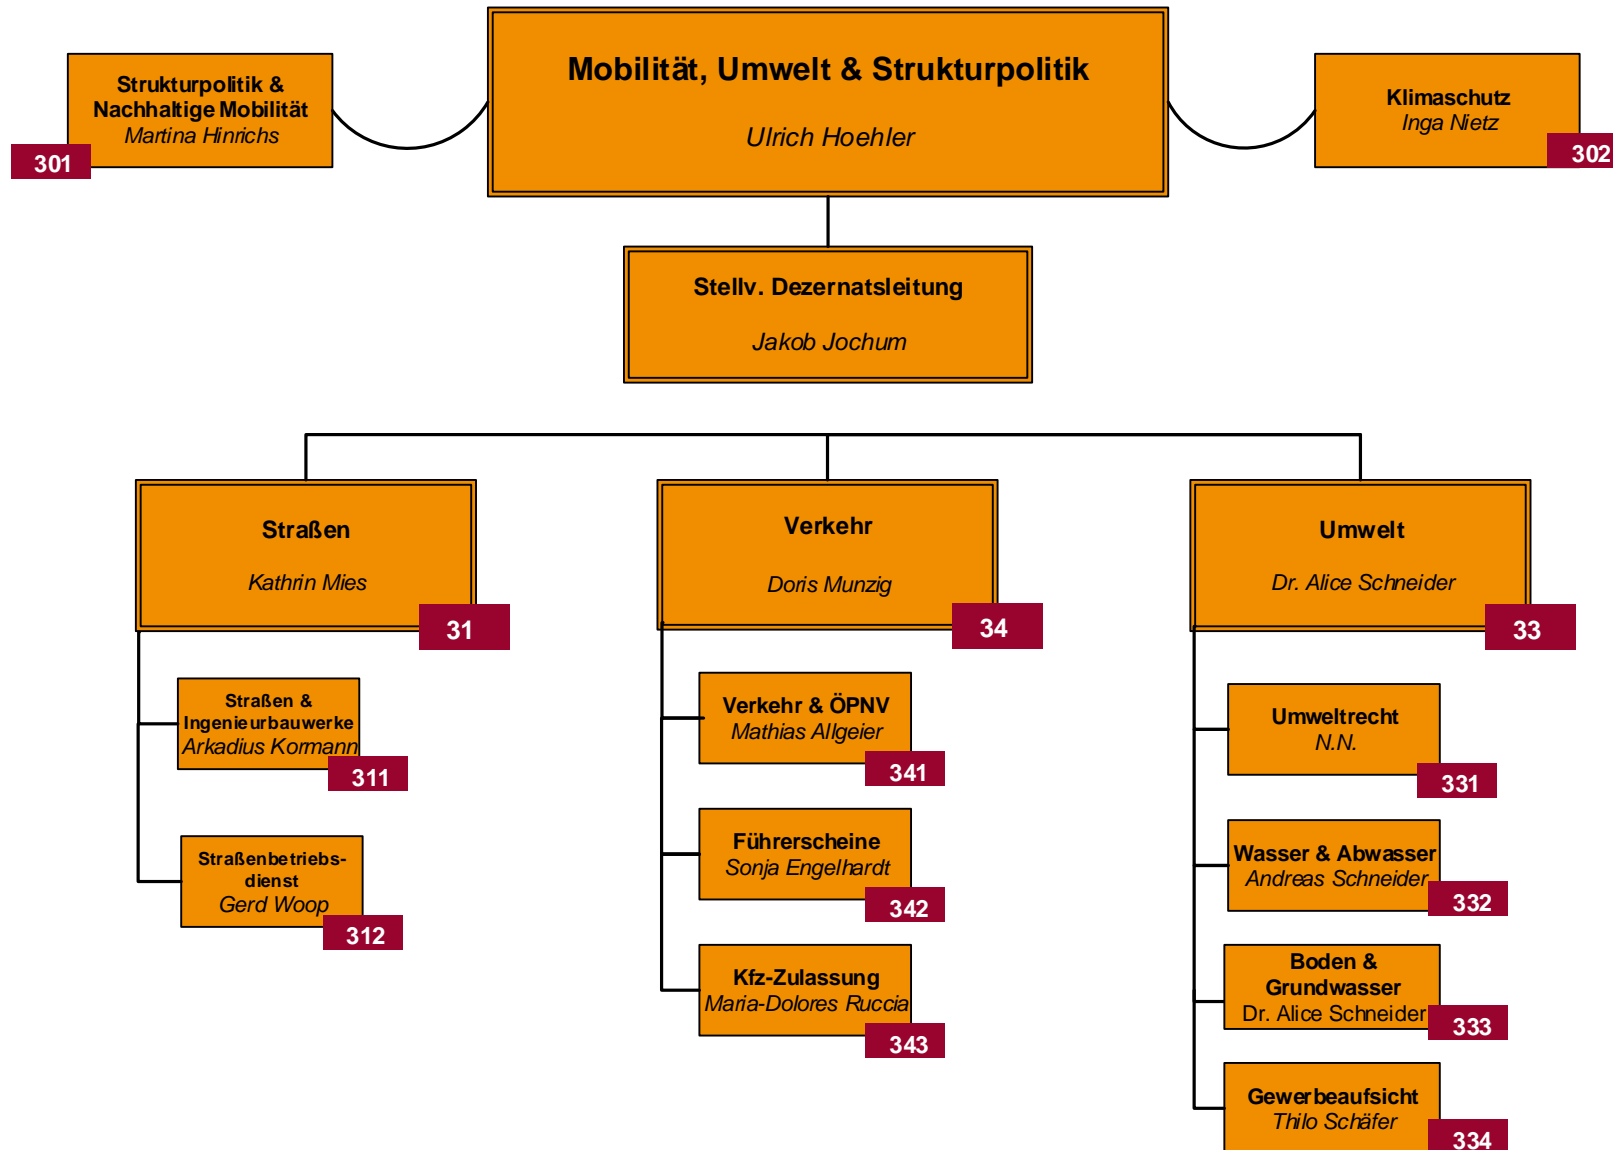 Mobilität, Umwelt & Strukturpolitik
Ulrich Hoehler
Strukturpolitik &
Nachhaltige Mobilität
Martina Hinrichs
301
Klimaschutz
Inga Nietz
302
Stellv. Dezernatsleitung
Jakob Jochum
Straßen
Kathrin Mies
31
Straßen &
Ingenieurbauwerke
Arkadius Kormann
311
Straßenbetriebs-
dienst
Gerd Woop
312
Verkehr
Doris Munzig
34
Verkehr & ÖPNV
Mathias Allgeier
341
Führerscheine
Sonja Engelhardt
342
Kfz-Zulassung
Maria-Dolores Ruccia
343
Umwelt
Dr. Alice Schneider
33
Umweltrecht
N.N.
331
Wasser & Abwasser
Andreas Schneider
332
Boden &
Grundwasser
Dr. Alice Schneider
333
Gewerbeaufsicht
Thilo Schäfer
334